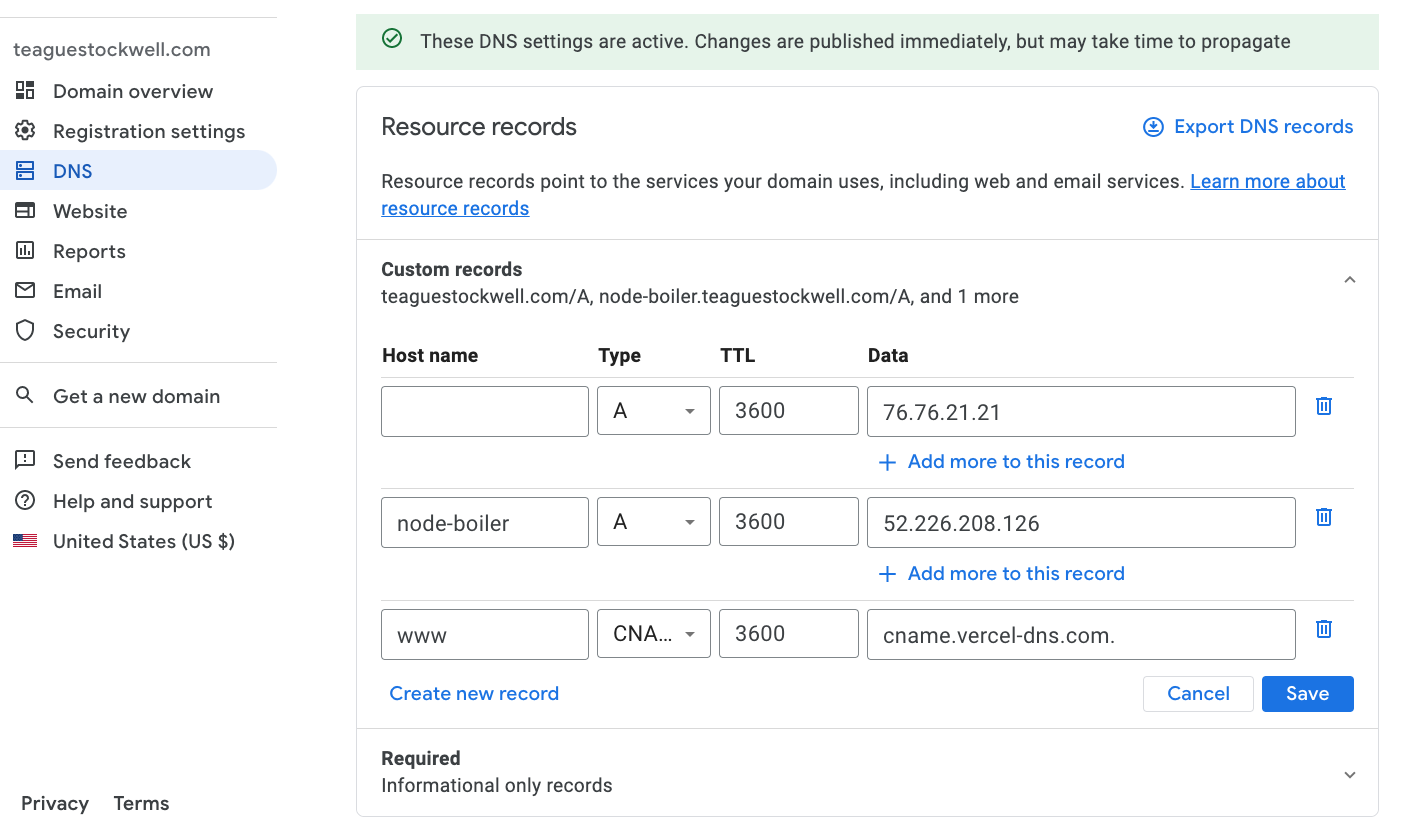 teaguestockwell.com
Domain overview
Registration settings
DNS
Website
Reports
Email
Security
Get a new domain
Send feedback
Help and support
United States (US $)
Privacy Terms
These DNS settings are active. Changes are published immediately, but may take time to propagate
Resource records
Export DNS records
Resource records point to the services your domain uses, including web and email services. Learn more about
resource records
Custom records
teaguestockwell.com/A, node-boiler.teaguestockwell.com/A, and 1 more
Host name Type TTL Data
A 3600 76.76.21.21
Add more to this record
node-boiler A 3600 52.226.208.126
Add more to this record
www CNA... 3600 cname.vercel-dns.com.
Create new record Cancel Save
Required
Informational only records